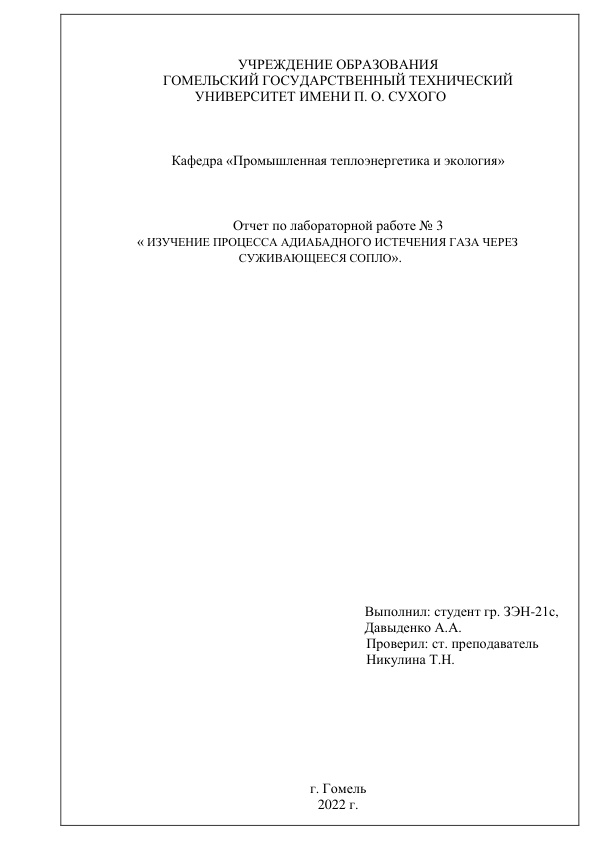 УЧРЕЖДЕНИЕ ОБРАЗОВАНИЯ
ГОМЕЛЬСКИЙ ГОСУДАРСТВЕННЫЙ ТЕХНИЧЕСКИЙ
УНИВЕРСИТЕТ ИМЕНИ П. О. СУХОГО
Кафедра «Промышленная теплоэнергетика и экология»
Отчет по лабораторной работе № 3
« ИЗУЧЕНИЕ ПРОЦЕССА АДИАБАДНОГО ИСТЕЧЕНИЯ ГАЗА ЧЕРЕЗ
СУЖИВАЮЩЕЕСЯ СОПЛО».
Выполнил: студент гр. ЗЭН-21с,
Давыденко А.А.
Проверил: ст. преподаватель
Никулина Т.Н.
г. Гомель
2022 г.